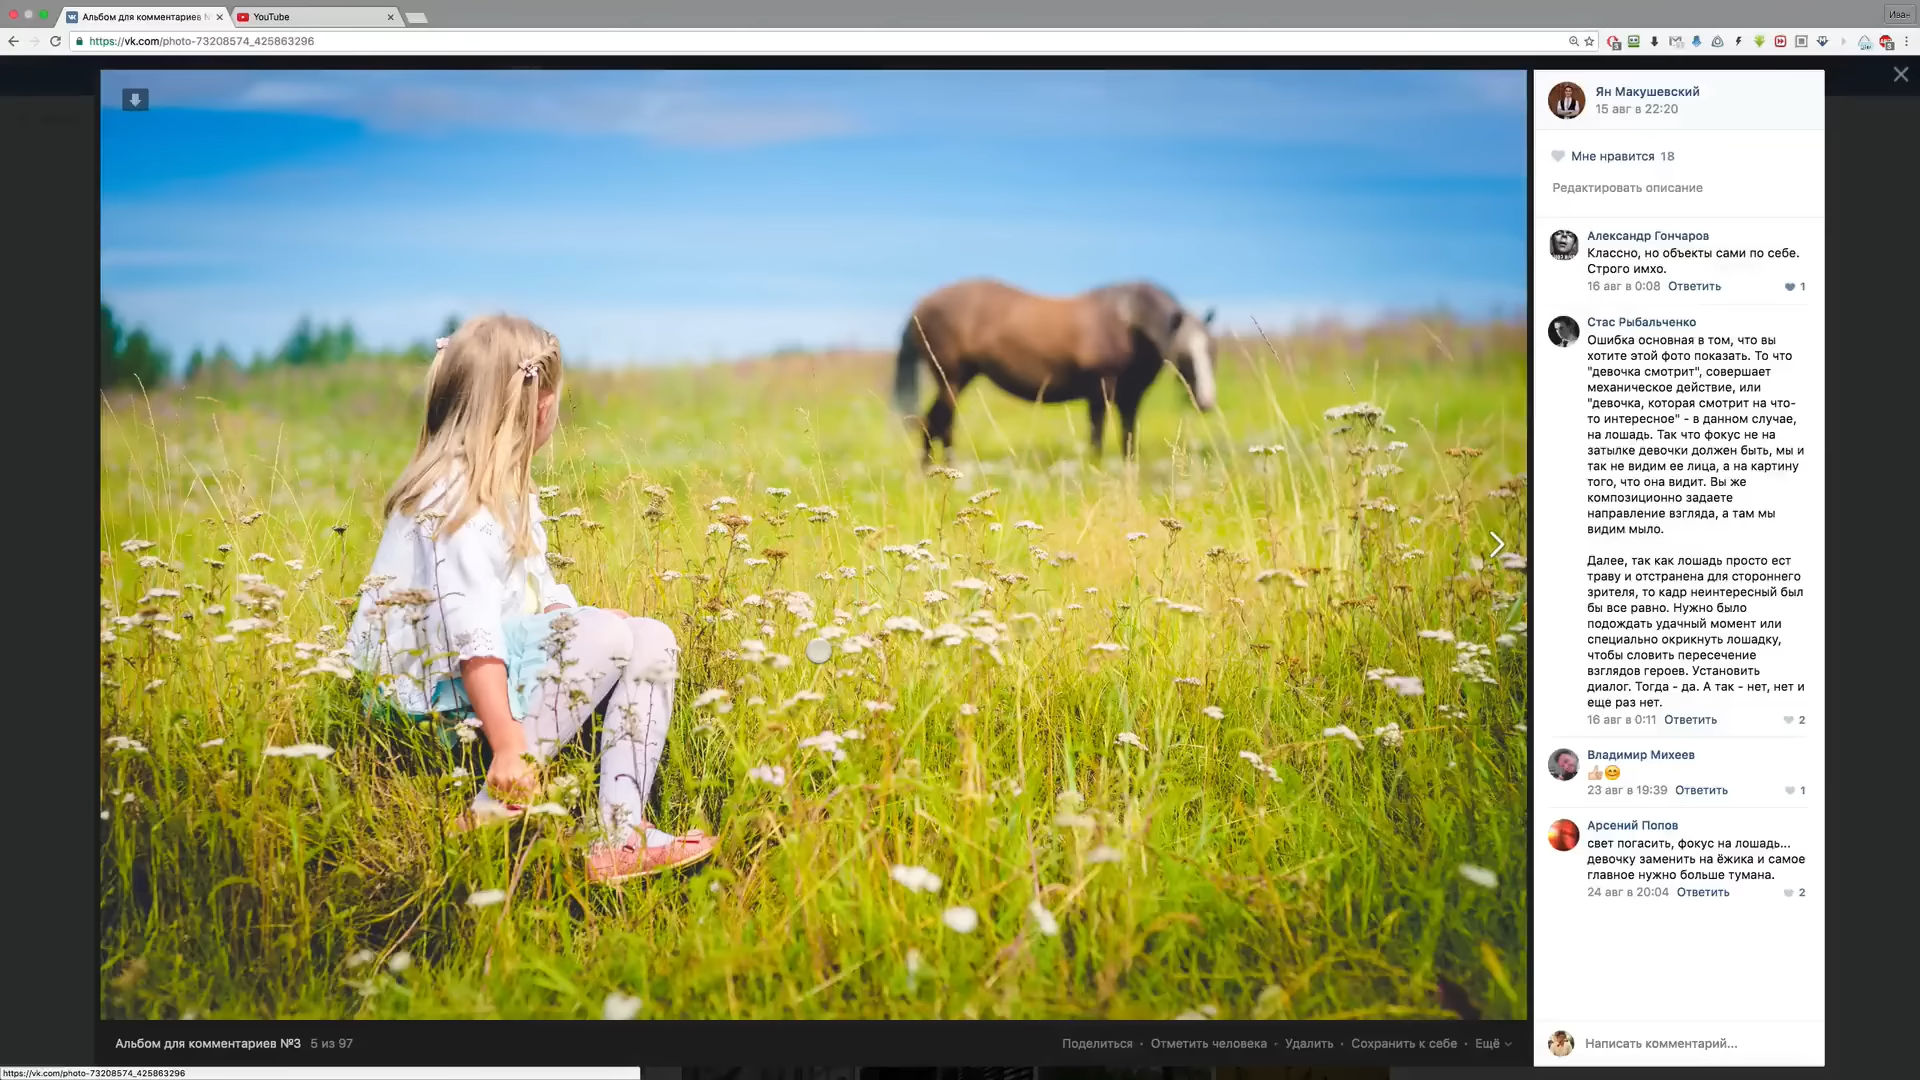 Альбом для комментариев №
YouTube
Иван
https://vk.com/photo-73208574_425863296
Ян Макушевский
15 авг в 22:20
Мне нравится 18
Редактировать описание
Александр Гончаров
Классно, но объекты сами по себе.
Строго имхо.
16 авг в 0:08 Ответить 1
Стас Рыбальченко
Ошибка основная в том, что вы
хотите этой фото показать. То что
"девочка смотрит", совершает
механическое действие, или
"девочка, которая смотрит на что-
то интересное" - в данном случае,
на лошадь. Так что фокус не на
затылке девочки должен быть, мы и
так не видим ее лица, а на картину
того, что она видит. Вы же
композиционно задаете
направление взгляда, а там мы
видим мыло.
Далее, так как лошадь просто ест
траву и отстранена для стороннего
зрителя, то кадр неинтересный был
бы все равно. Нужно было
подождать удачный момент или
специально окрикнуть лошадку,
чтобы словить пересечение
взглядов героев. Установить
диалог. Тогда - да. А так - нет, нет и
еще раз нет.
16 авг в 0:11 Ответить 2
Владимир Михеев
👍😊
23 авг в 19:39 Ответить 1
Арсений Попов
свет погасить, фокус на лошадь...
девочку заменить на ёжика и самое
главное нужно больше тумана.
24 авг в 20:04 Ответить 2
Альбом для комментариев №3 5 из 97
Поделиться · Отметить человека · Удалить · Сохранить к себе · Ещё
Написать комментарий...
https://vk.com/photo-73208574_425863296